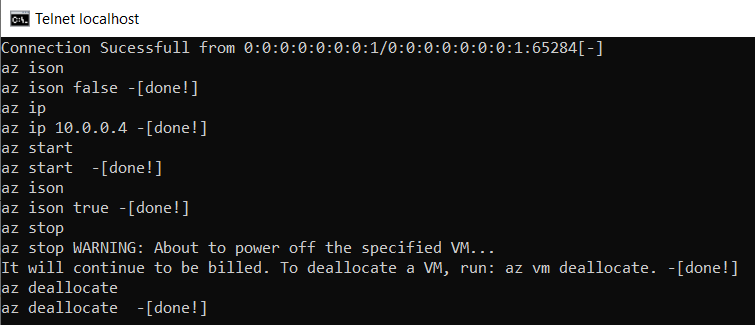 Telnet localhost
Connection Sucessfull from 0:0:0:0:0:0:0:1/0:0:0:0:0:0:0:1:65284[-]
az ison
az ison false -[done!]
az ip
az ip 10.0.0.4 -[done!]
az start
az start  -[done!]
az ison
az ison true -[done!]
az stop
az stop WARNING: About to power off the specified VM...
It will continue to be billed. To deallocate a VM, run: az vm deallocate. -[done!]
az deallocate
az deallocate  -[done!]